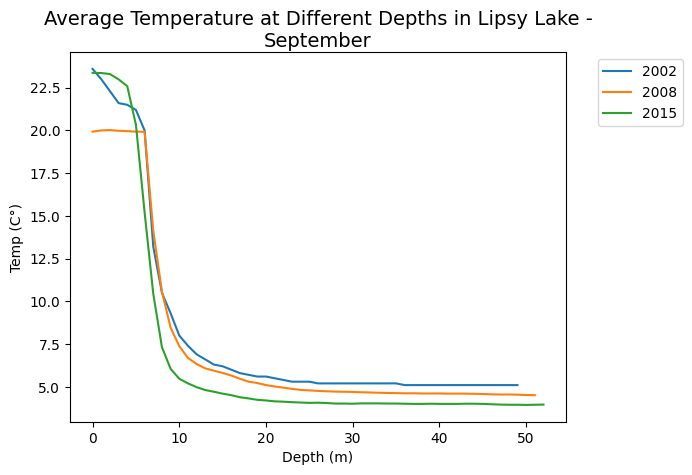 Average Temperature at Different Depths in Lipsy Lake -
September
2002
2008
2015
Temp (C°)
22.5
20.0
17.5
15.0
12.5
10.0
7.5
5.0
0 10 20 30 40 50
Depth (m)